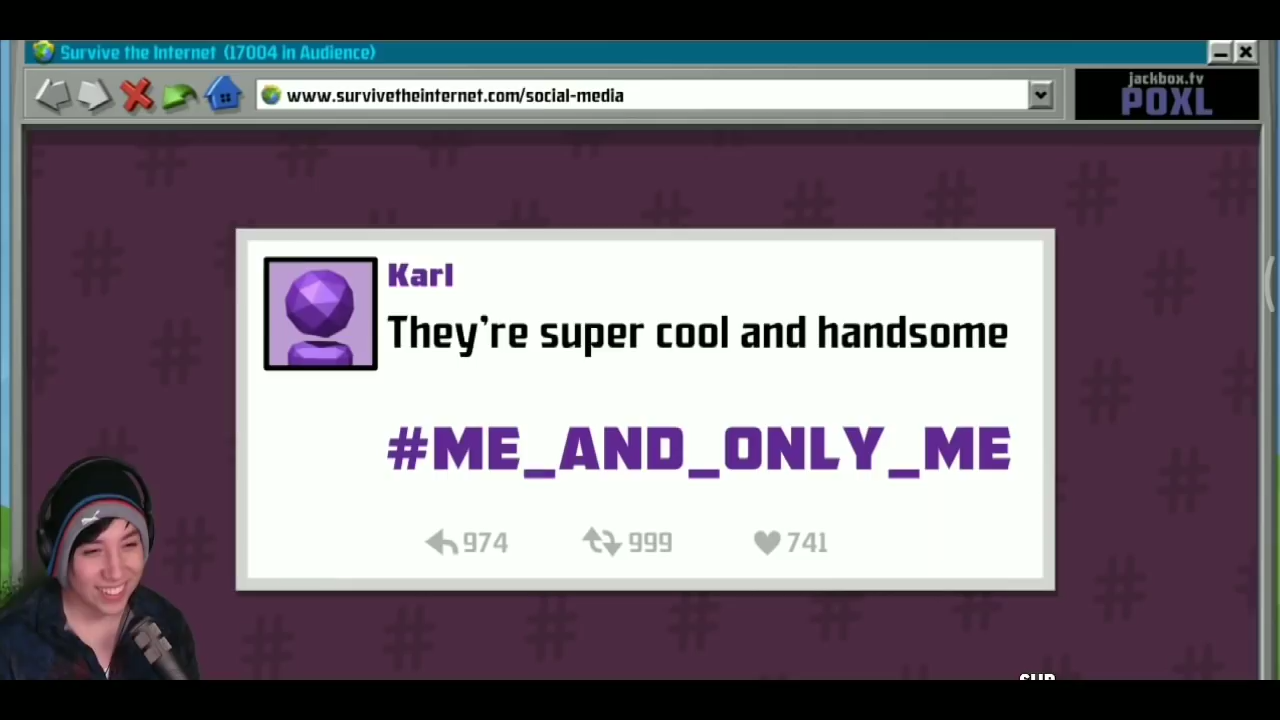 Survive the Internet (17004 in Audience)
www.survivetheinternet.com/social-media
jackbox.tv
POXL
Karl
They're super cool and handsome
#ME_AND_ONLY_ME
974 999 741